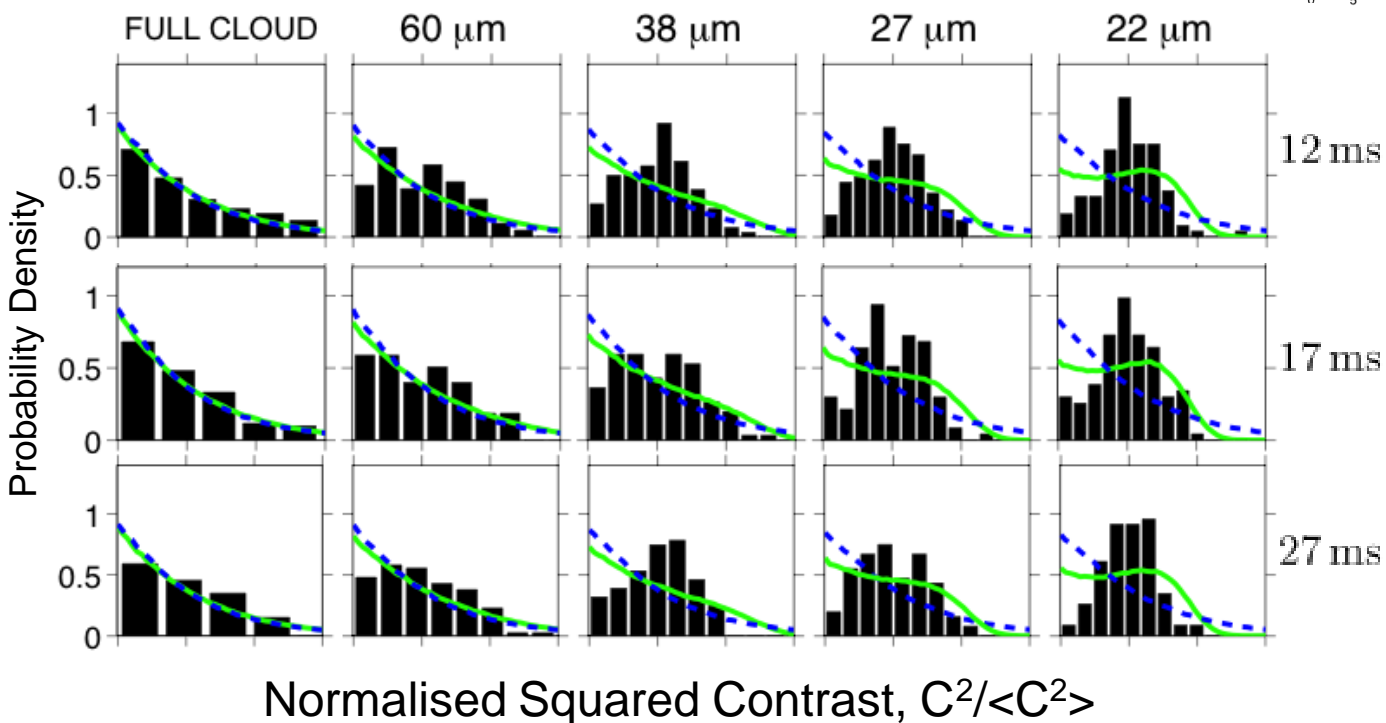 FULL CLOUD 60 μm 38 μm 27 μm 22 μm
1
0.5
0
12 ms
1
0.5
0
17 ms
1
0.5
0
27 ms
Probability Density
Normalised Squared Contrast, C²/<C²>